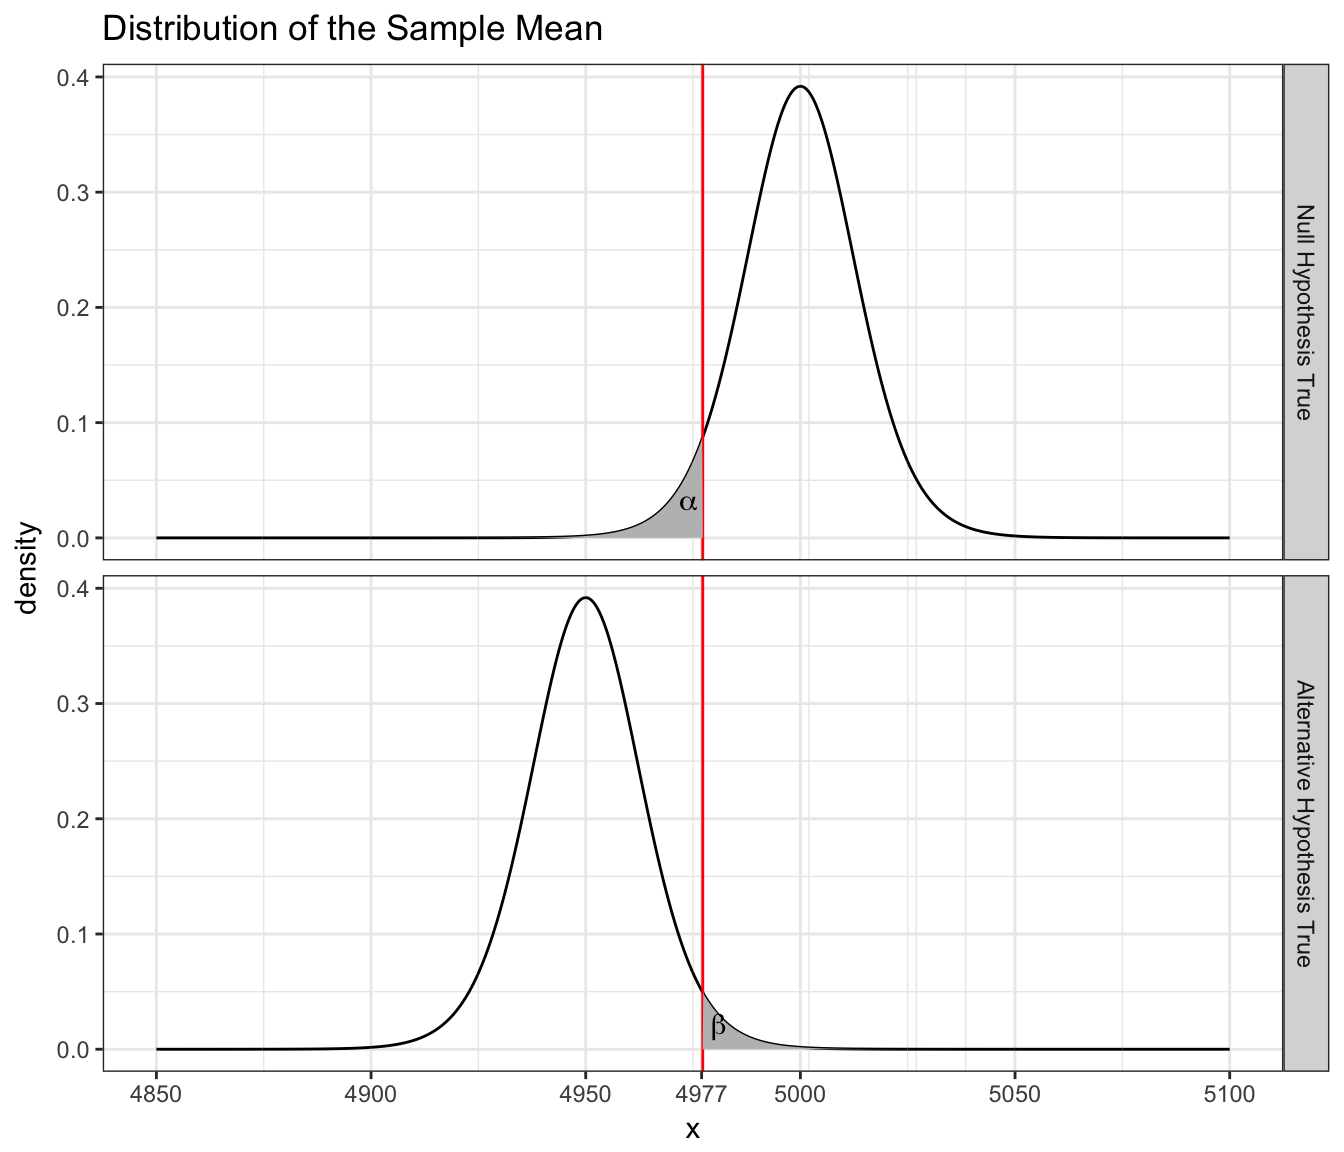 Distribution of the Sample Mean
0.4
0.3
0.2
0.1
0.0
α
Null Hypothesis True
density
0.4
0.3
0.2
0.1
0.0
β
Alternative Hypothesis True
4850 4900 4950 4977 5000 5050 5100
x